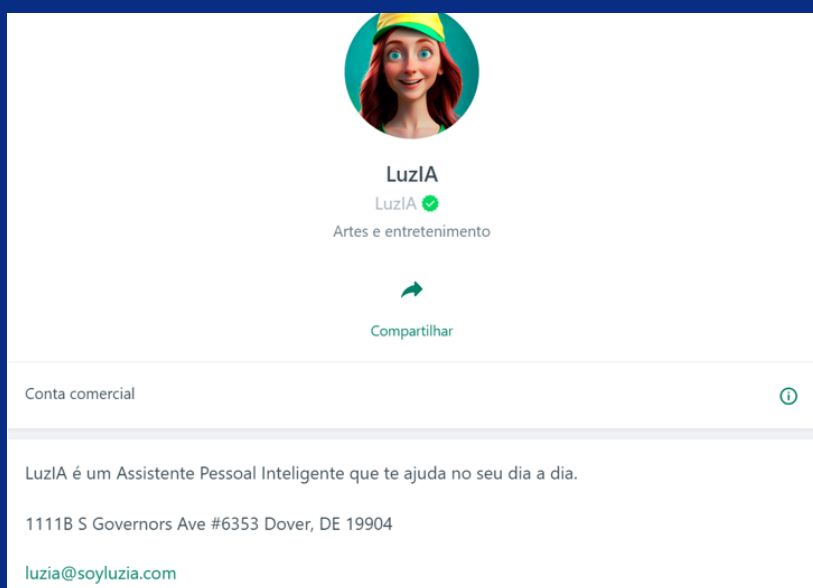 LuzIA
LuzIA
Artes e entretenimento
Compartilhar
Conta comercial
LuzIA é um Assistente Pessoal Inteligente que te ajuda no seu dia a dia.
1111B S Governors Ave #6353 Dover, DE 19904
luzia@soyluzia.com